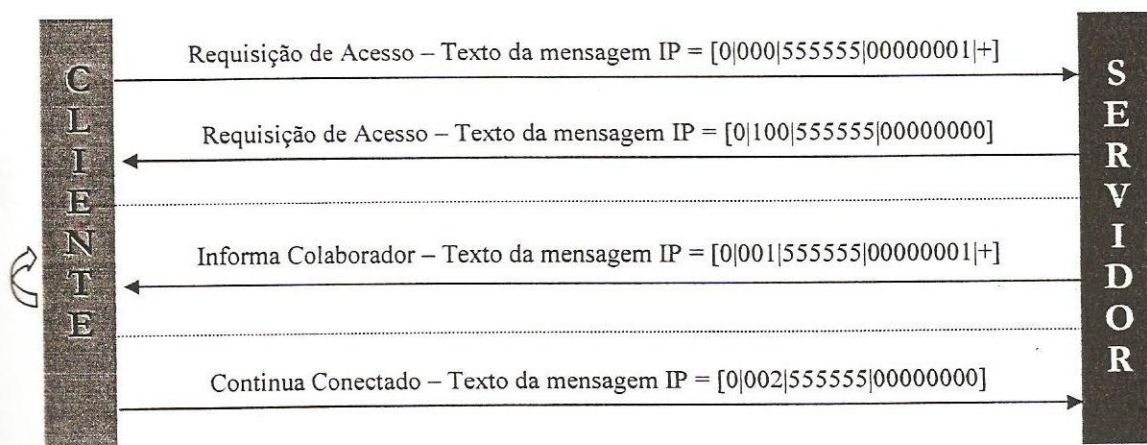 CLIENTE
Requisição de Acesso – Texto da mensagem IP = [0|000|555555|00000001|+]
Requisição de Acesso – Texto da mensagem IP = [0|100|555555|00000000]
Informa Colaborador – Texto da mensagem IP = [0|001|555555|00000001|+]
Continua Conectado – Texto da mensagem IP = [0|002|555555|00000000]
SERVIDOR